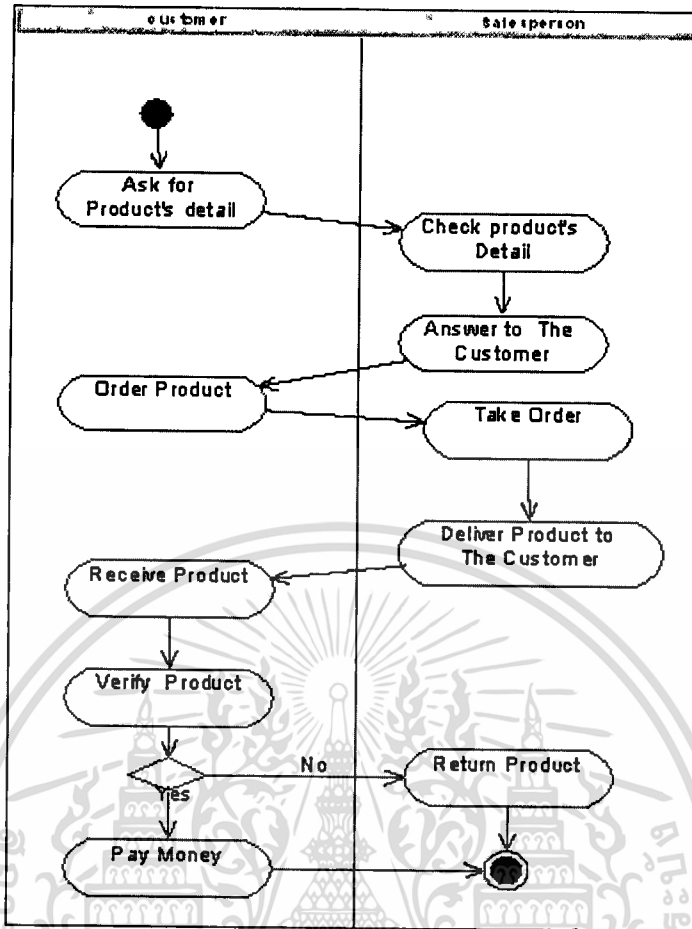 customer
Salesperson
Ask for
Product's detail
Check product's
Detail
Answer to The
Customer
Order Product
Take Order
Deliver Product to
The Customer
Receive Product
Verify Product
No
Return Product
Yes
Pay Money